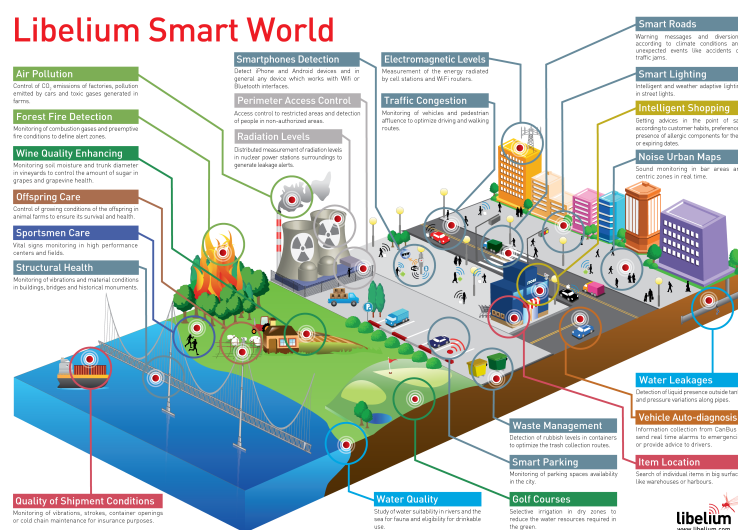 Libelium Smart World
Air Pollution
Control of CO2 emissions of factories, pollution
emitted by cars and toxic gases generated in
farms.
Forest Fire Detection
Monitoring of combustion gases and preemptive
fire conditions to define alert zones.
Wine Quality Enhancing
Monitoring soil moisture and trunk diameter
in vineyards to control the amount of sugar in
grapes and grapevine health.
Offspring Care
Control of growing conditions of the offspring in
animal farms to ensure its survival and health.
Sportsmen Care
Vital signs monitoring in high performance
centers and fields.
Structural Health
Monitoring of vibrations and material conditions
in buildings, bridges and historical monuments.
Quality of Shipment Conditions
Monitoring of vibrations, strokes, container openings
or cold chain maintenance for insurance purposes.
Smartphones Detection
Detect iPhone and Android devices and in
general any device which works with Wifi or
Bluetooth interfaces.
Perimeter Access Control
Access control to restricted areas and detection
of people in non-authorized areas.
Radiation Levels
Distributed measurement of radiation levels
in nuclear power stations surroundings to
generate leakage alerts.
Electromagnetic Levels
Measurement of the energy radiated
by cell stations and WiFi routers.
Traffic Congestion
Monitoring of vehicles and pedestrian
affluence to optimize driving and walking
routes.
Smart Roads
Warning messages and diversion
according to climate conditions an
unexpected events like accidents o
traffic jams.
Smart Lighting
Intelligent and weather adaptive lightin
in street lights.
Intelligent Shopping
Getting advices in the point of sa
according to customer habits, preference
presence of allergic components for the
or expiring dates.
Noise Urban Maps
Sound monitoring in bar areas an
centric zones in real time.
Water Leakages
Detection of liquid presence outside tan
and pressure variations along pipes.
Vehicle Auto-diagnosis
Information collection from CanBus
send real time alarms to emergenci
or provide advice to drivers.
Item Location
Search of individual items in big surfac
like warehouses or harbours.
Waste Management
Detection of rubbish levels in containers
to optimize the trash collection routes.
Smart Parking
Monitoring of parking spaces availability
in the city.
Golf Courses
Selective irrigation in dry zones to
reduce the water resources required in
the green.
Water Quality
Study of water suitability in rivers and the
sea for fauna and eligibility for drinkable
use.
libelium
www.libelium.com